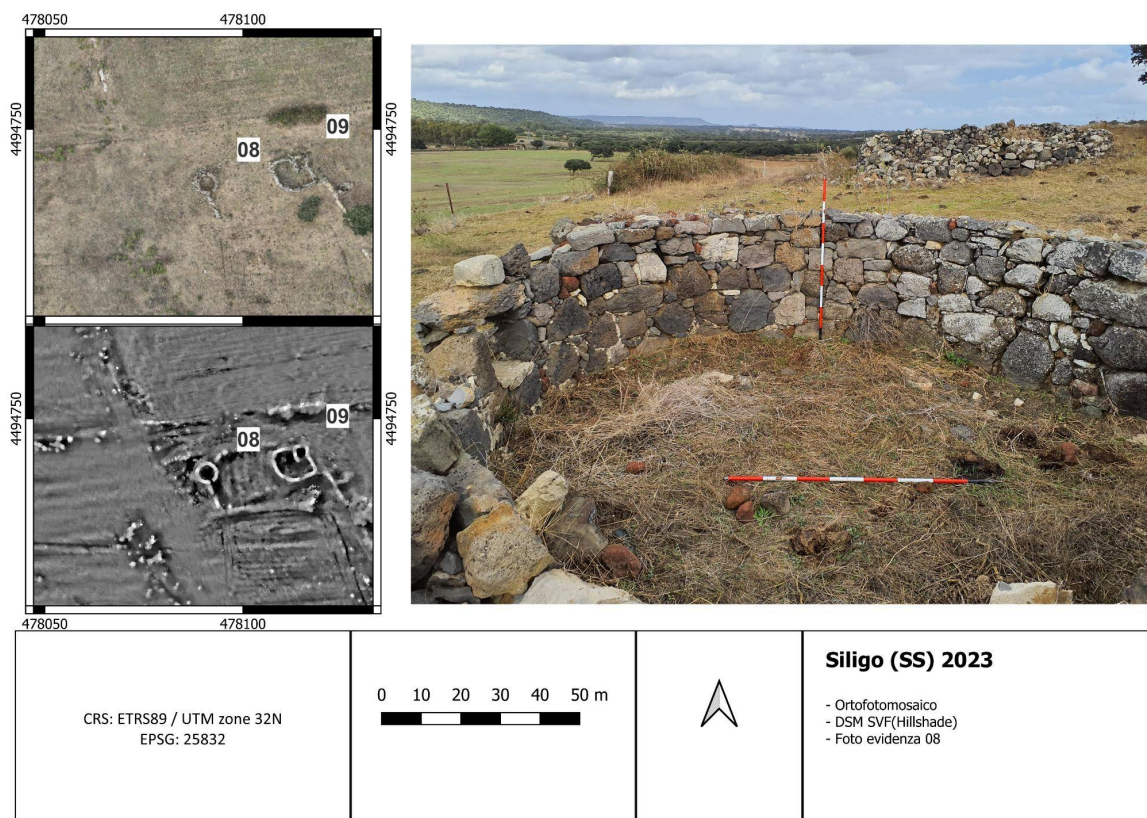 478050 478100
4494750
4494750
08
09
4494750
4494750
08
09
478050 478100
CRS: ETRS89 / UTM zone 32N
EPSG: 25832
0 10 20 30 40 50 m
Siligo (SS) 2023
- Ortofotomosaico
- DSM SVF(Hillshade)
- Foto evidenza 08